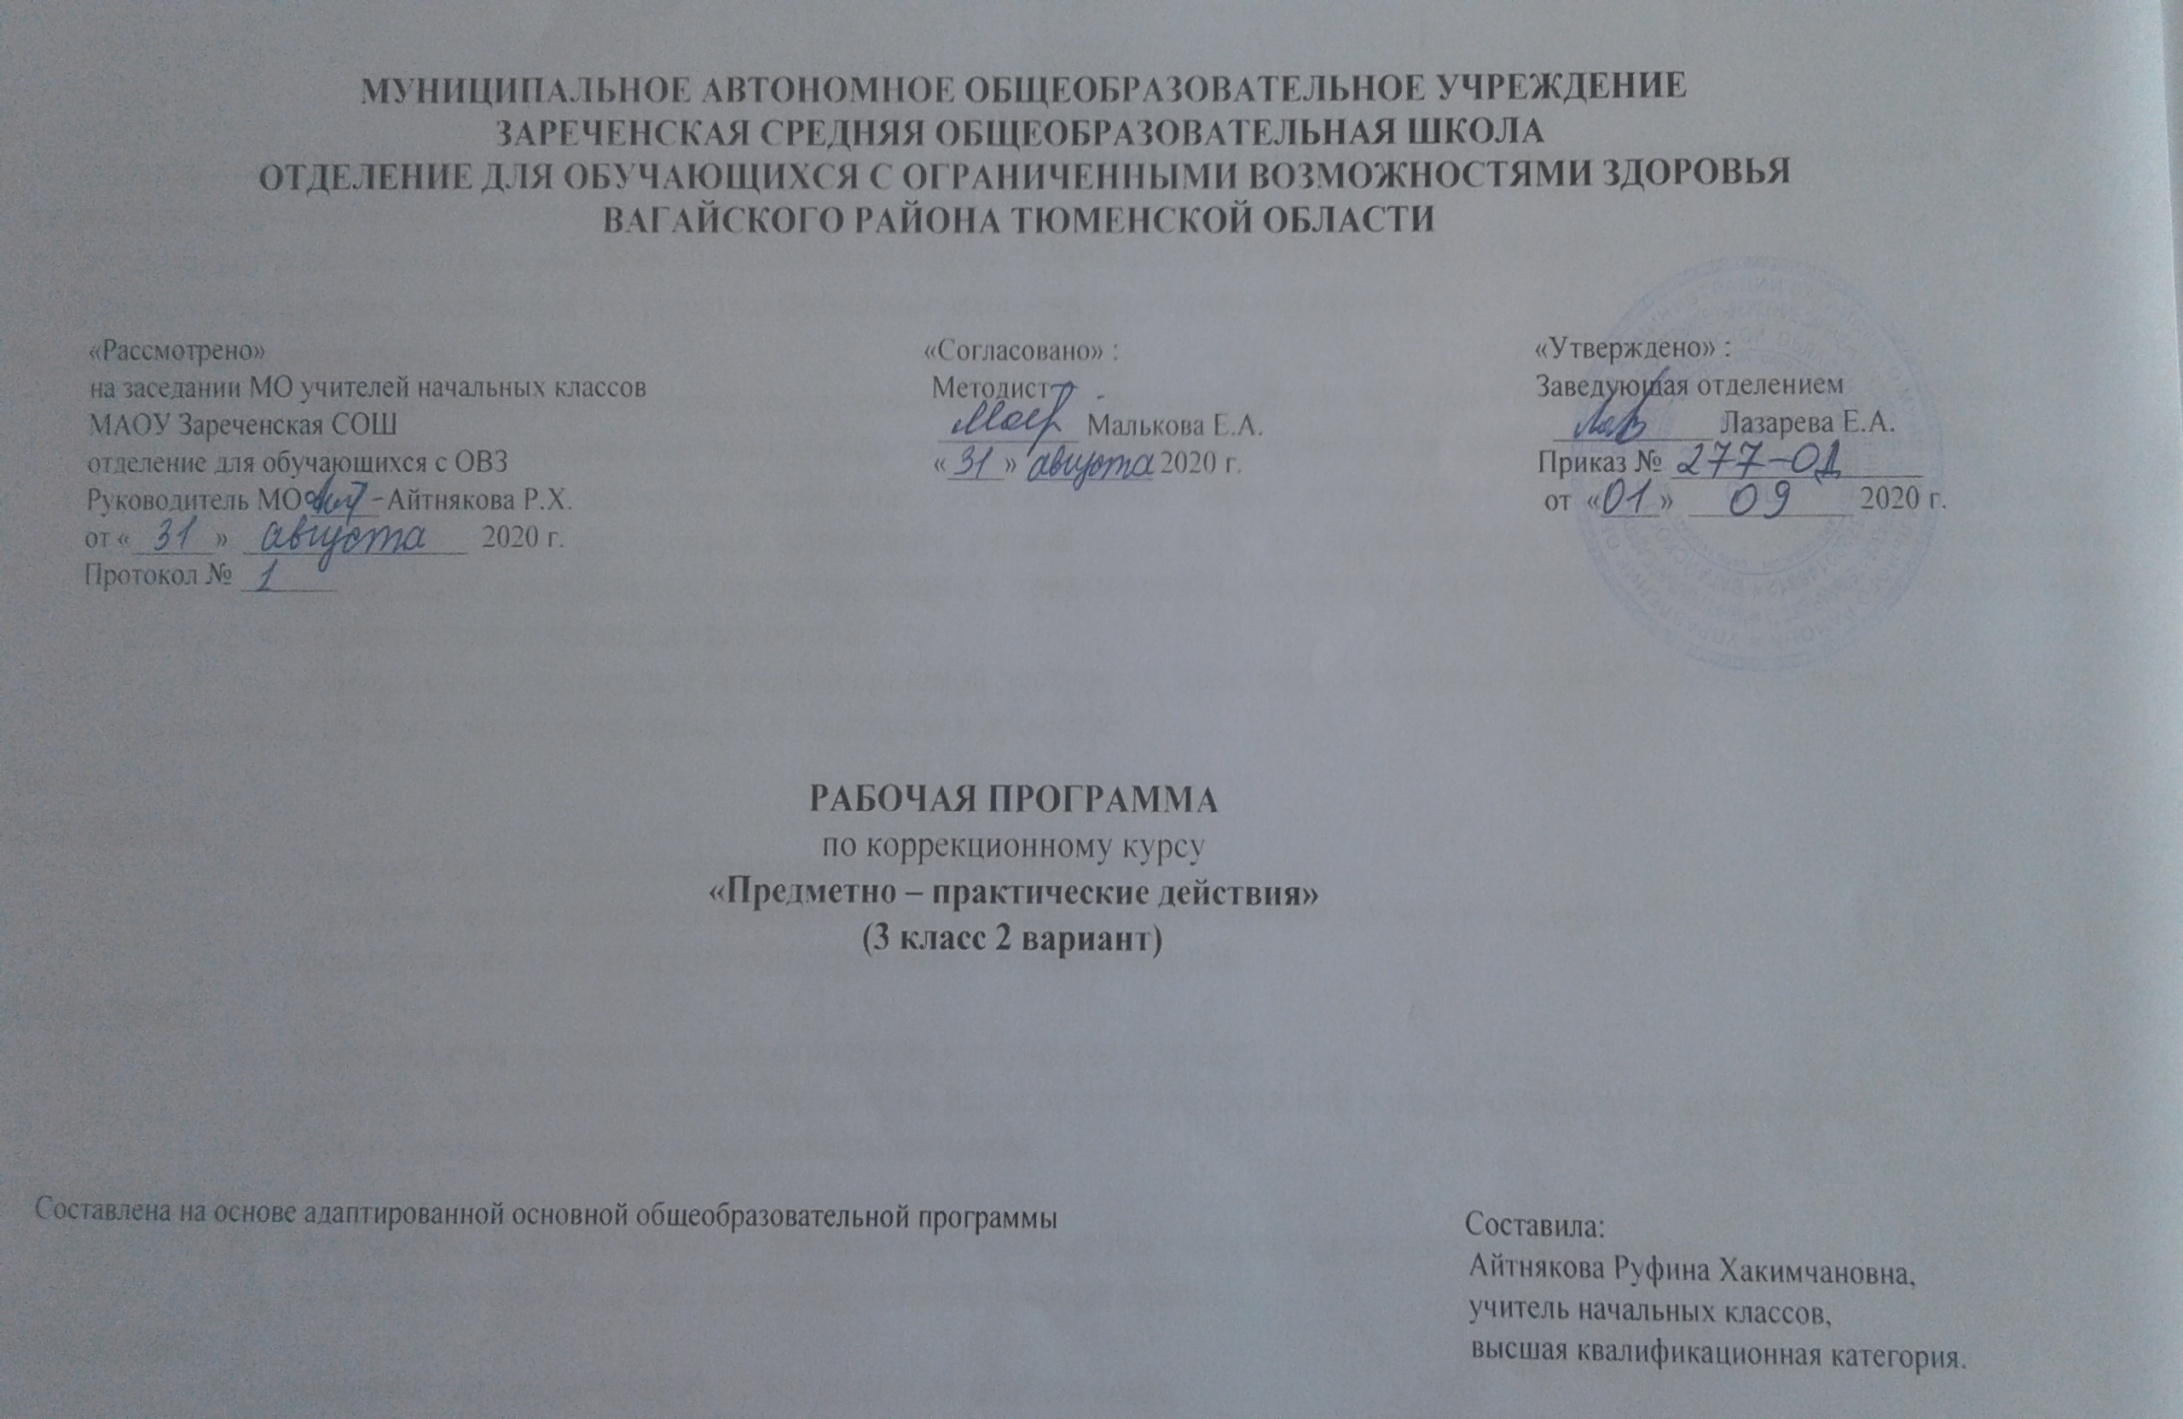 МУНИЦИПАЛЬНОЕ АВТОНОМНОЕ ОБЩЕОБРАЗОВАТЕЛЬНОЕ УЧРЕЖДЕНИЕ
ЗАРЕЧЕНСКАЯ СРЕДНЯЯ ОБЩЕОБРАЗОВАТЕЛЬНАЯ ШКОЛА
ОТДЕЛЕНИЕ ДЛЯ ОБУЧАЮЩИХСЯ С ОГРАНИЧЕННЫМИ ВОЗМОЖНОСТЯМИ ЗДОРОВЬЯ
ВАГАЙСКОГО РАЙОНА ТЮМЕНСКОЙ ОБЛАСТИ
«Рассмотрено»
на заседании МО учителей начальных классов
МАОУ Зареченская СОШ
отделение для обучающихся с ОВЗ
Руководитель МО Айтнякова Р.Х.
от «31» августа 2020 г.
Протокол № 1
«Согласовано» :
Методист
Малькова Е.А.
«31» августа 2020 г.
«Утверждено» :
Заведующая отделением
Лазарева Е.А.
Приказ № 277-ОД
от «01» 09 2020 г.
РАБОЧАЯ ПРОГРАММА
по коррекционному курсу
«Предметно – практические действия»
(3 класс 2 вариант)
Составлена на основе адаптированной основной общеобразовательной программы
Составила:
Айтнякова Руфина Хакимчановна,
учитель начальных классов,
высшая квалификационная категория.